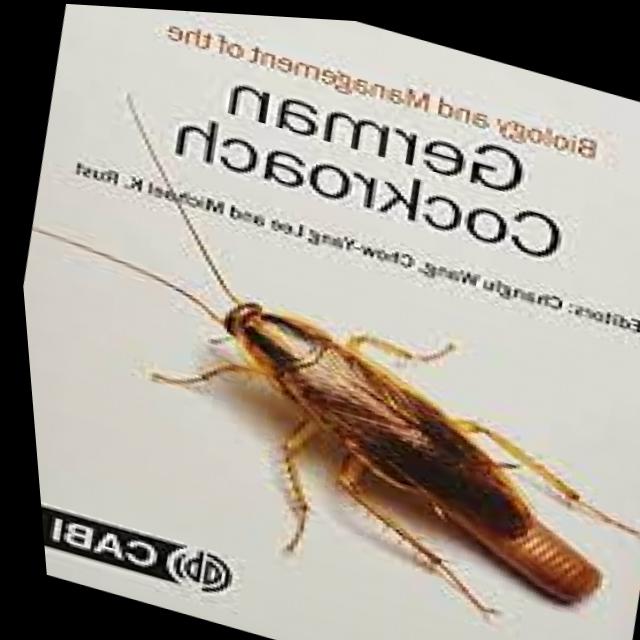 Biology and Management of the
German
Cockroach
Editors: Changlu Wang, Chow-Yang Lee and Michael K. Rust
CABI